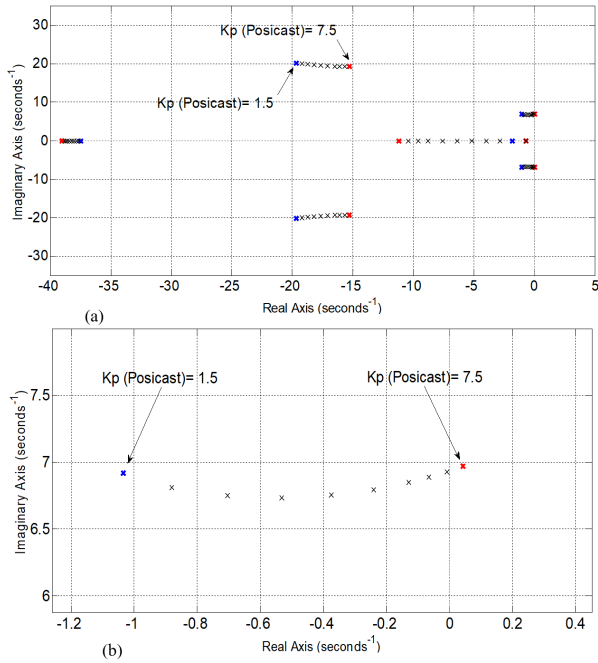 Kp (Posicast)= 7.5
Kp (Posicast)= 1.5
30
20
10
0
-10
-20
-30
Imaginary Axis (seconds⁻¹)
-40 -35 -30 -25 -20 -15 -10 -5 0 5
Real Axis (seconds⁻¹)
(a)
Kp (Posicast)= 1.5
Kp (Posicast)= 7.5
7.5
7
6.5
6
Imaginary Axis (seconds⁻¹)
-1.2 -1 -0.8 -0.6 -0.4 -0.2 0 0.2 0.4
Real Axis (seconds⁻¹)
(b)